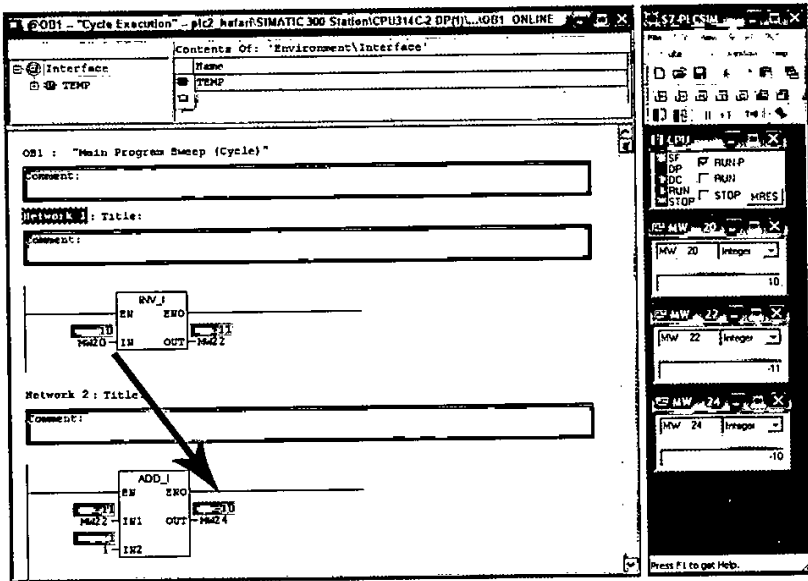 OB1 -- "Cycle Execution" -- plc2_hafari\SIMATIC 300 Station\CPU314C-2 DP(1)\...\OB1 ONLINE
Contents Of: 'Environment\Interface'
Interface
TEMP
Name
TEMP
OB1 : "Main Program Sweep (Cycle)"
Comment:
Network 1: Title:
Comment:
INV_I
EN ENO
10
MW20 IN OUT MW22
-11
Network 2: Title:
Comment:
ADD_I
EN ENO
-11
MW22 IN1 OUT MW24
-10
1
1 IN2
S7-PLCSIM
CPU
SF
DP
DC
RUN
STOP
RUN-P
RUN
STOP
MRES
MW 20
MW 20 Integer
10
MW 22
MW 22 Integer
-11
MW 24
MW 24 Integer
-10
Press F1 to get Help.